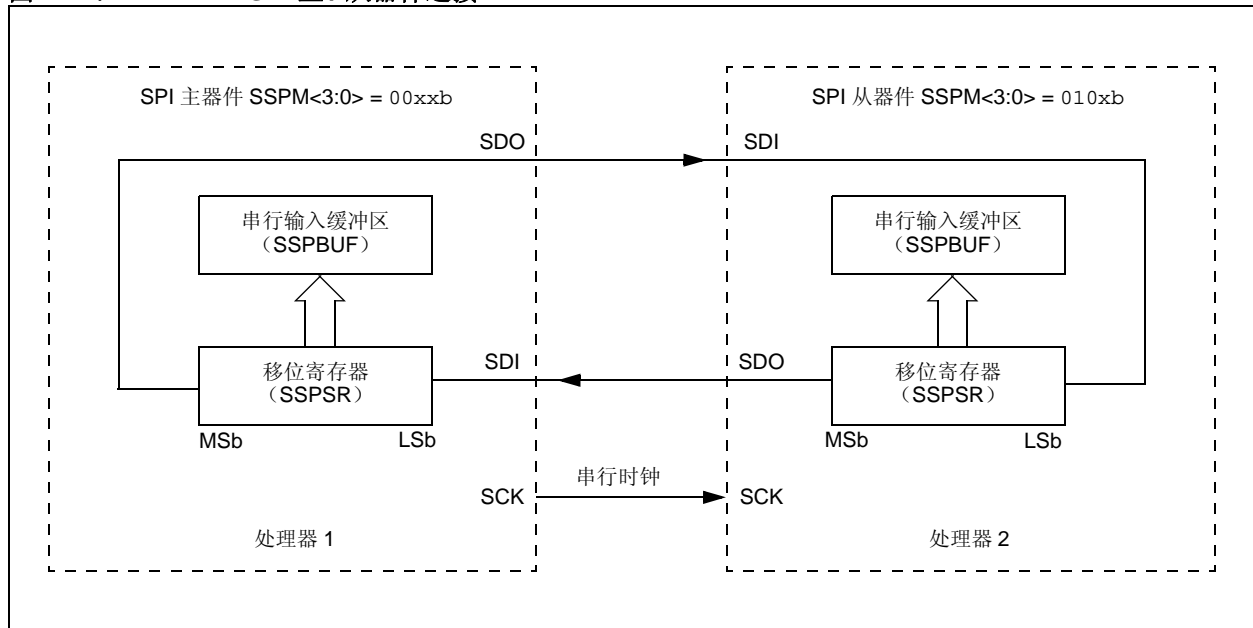 SPI 主器件 SSPM<3:0> = 00xxb
SPI 从器件 SSPM<3:0> = 010xb
SDO
SDI
串行输入缓冲区
（SSPBUF）
串行输入缓冲区
（SSPBUF）
移位寄存器
（SSPSR）
SDI
SDO
移位寄存器
（SSPSR）
MSb
LSb
MSb
LSb
串行时钟
SCK
SCK
处理器 1
处理器 2